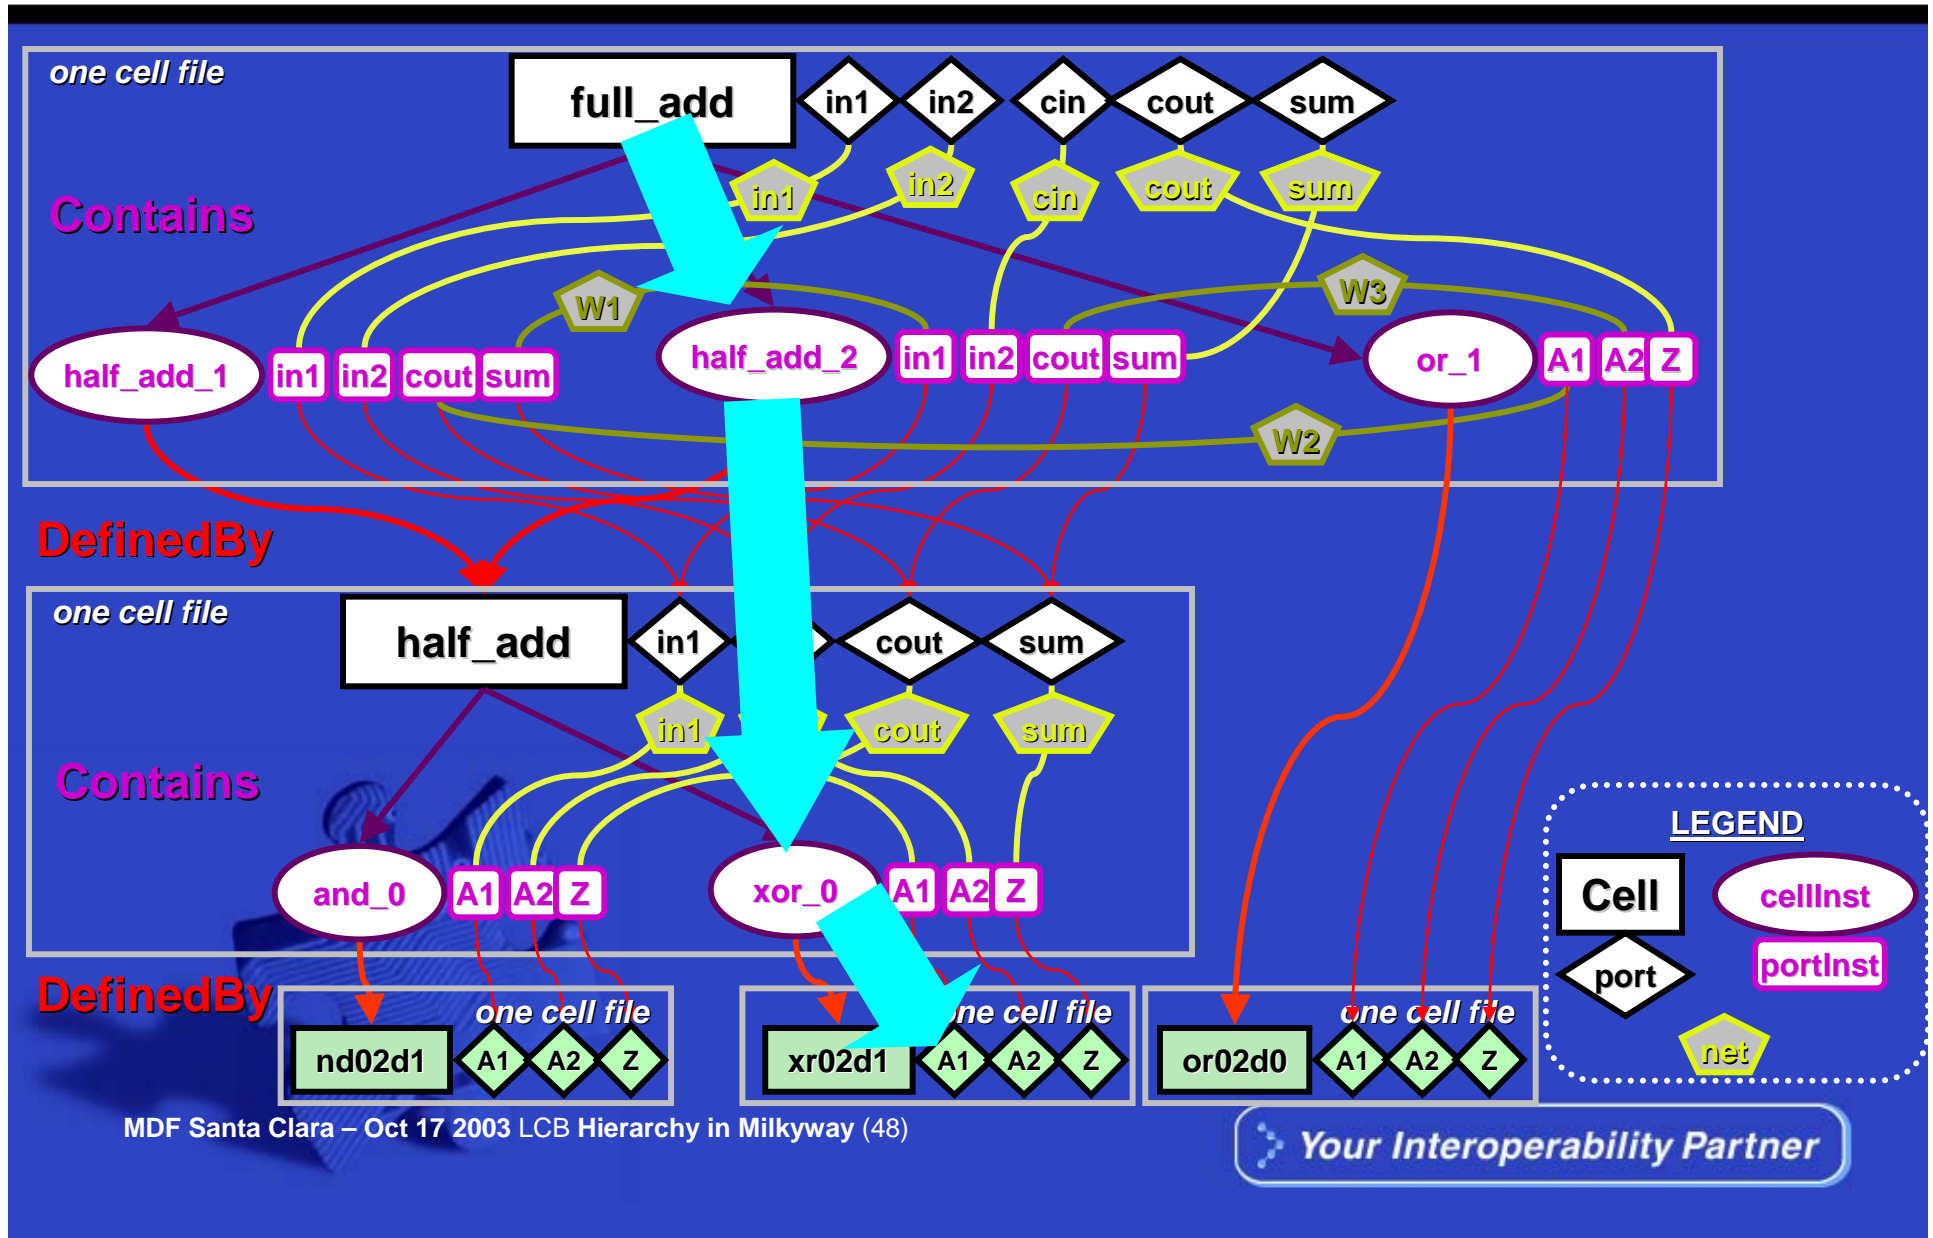 one cell file
full_add in1 in2 cin cout sum
in1 in2 cin cout sum
Contains
W1 W3
half_add_1 in1 in2 cout sum half_add_2 in1 in2 cout sum or_1 A1 A2 Z
W2
DefinedBy
one cell file
half_add in1 cout sum
in1 cout sum
Contains
LEGEND
Cell cellInst
port portInst
net
and_0 A1 A2 Z xor_0 A1 A2 Z
DefinedBy
one cell file one cell file one cell file
nd02d1 A1 A2 Z xr02d1 A1 A2 Z or02d0 A1 A2 Z
MDF Santa Clara – Oct 17 2003 LCB Hierarchy in Milkyway (48)
Your Interoperability Partner